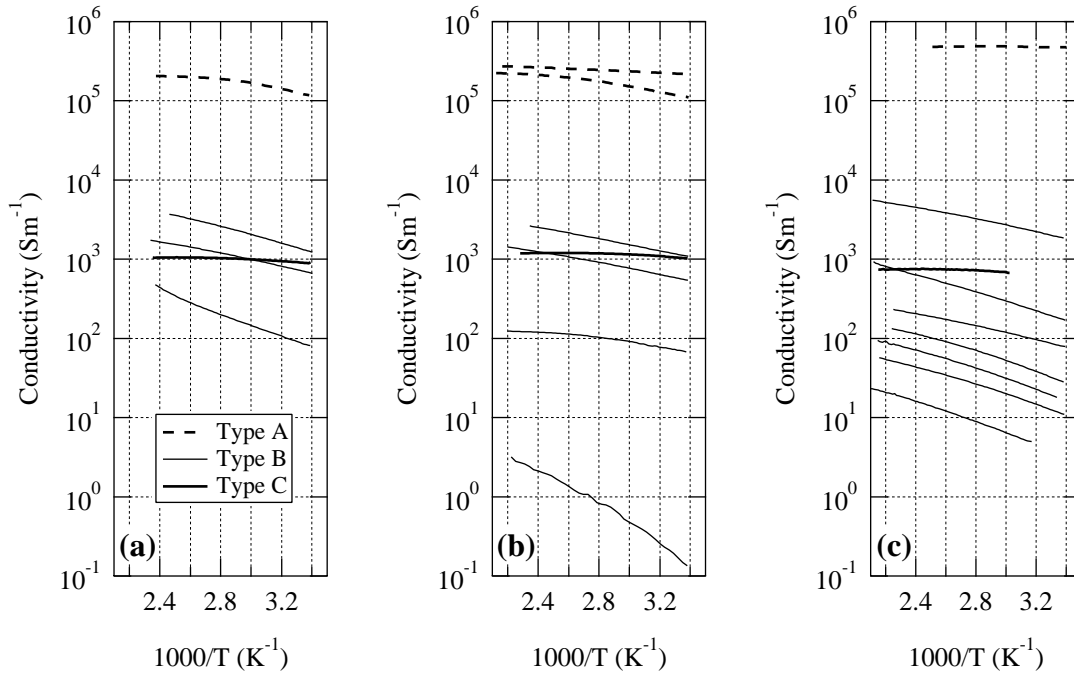 10^6
10^5
10^4
10^3
10^2
10^1
10^0
10^-1
Conductivity (Sm^-1)
Type A
Type B
Type C
(a)
2.4 2.8 3.2
1000/T (K^-1)
10^6
10^5
10^4
10^3
10^2
10^1
10^0
10^-1
Conductivity (Sm^-1)
(b)
2.4 2.8 3.2
1000/T (K^-1)
10^6
10^5
10^4
10^3
10^2
10^1
10^0
10^-1
Conductivity (Sm^-1)
(c)
2.4 2.8 3.2
1000/T (K^-1)